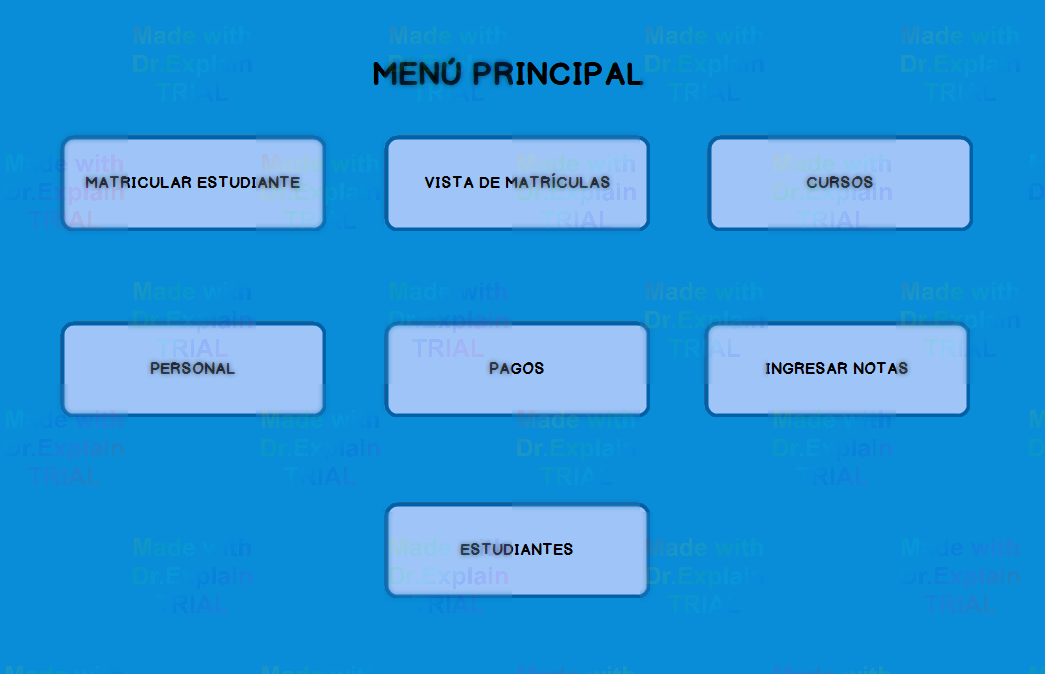 MENÚ PRINCIPAL
MATRICULAR ESTUDIANTE
VISTA DE MATRÍCULAS
CURSOS
PERSONAL
PAGOS
INGRESAR NOTAS
ESTUDIANTES
Made with
Dr.Explain
TRIAL